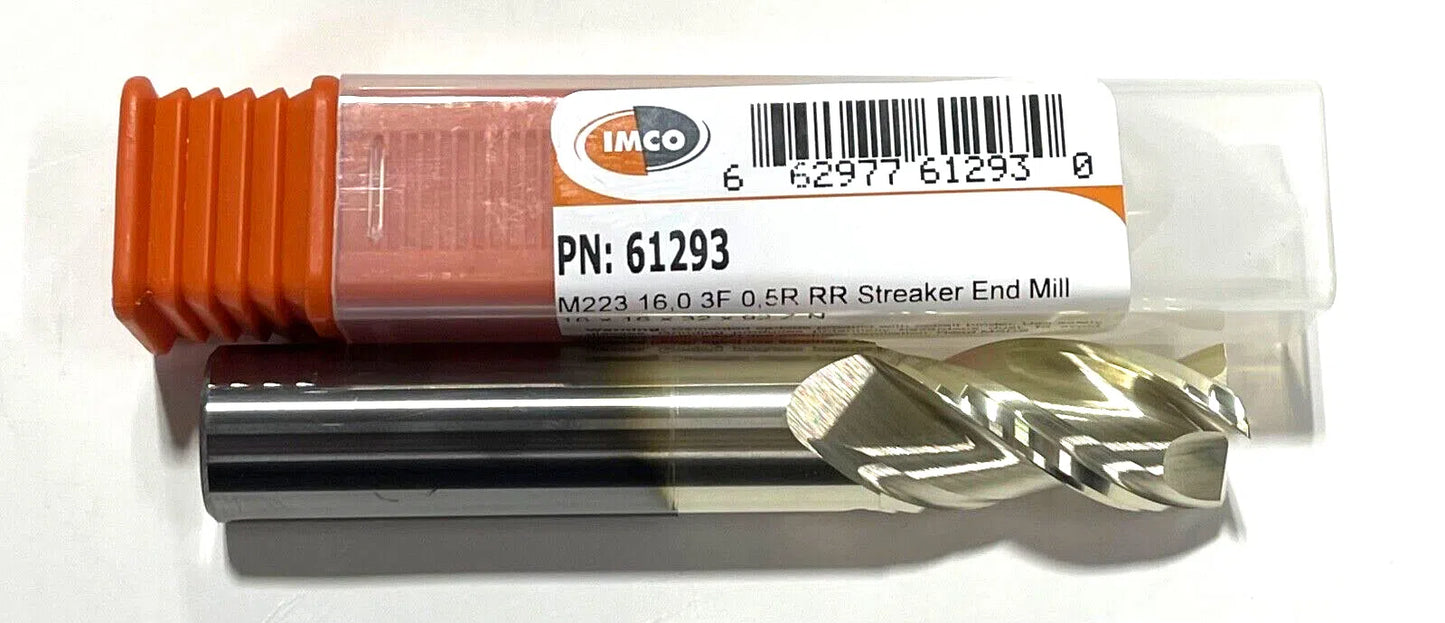 IMCO
6 62977 61293 0
PN: 61293
M223 16,0 3F 0,5R RR Streaker End Mill